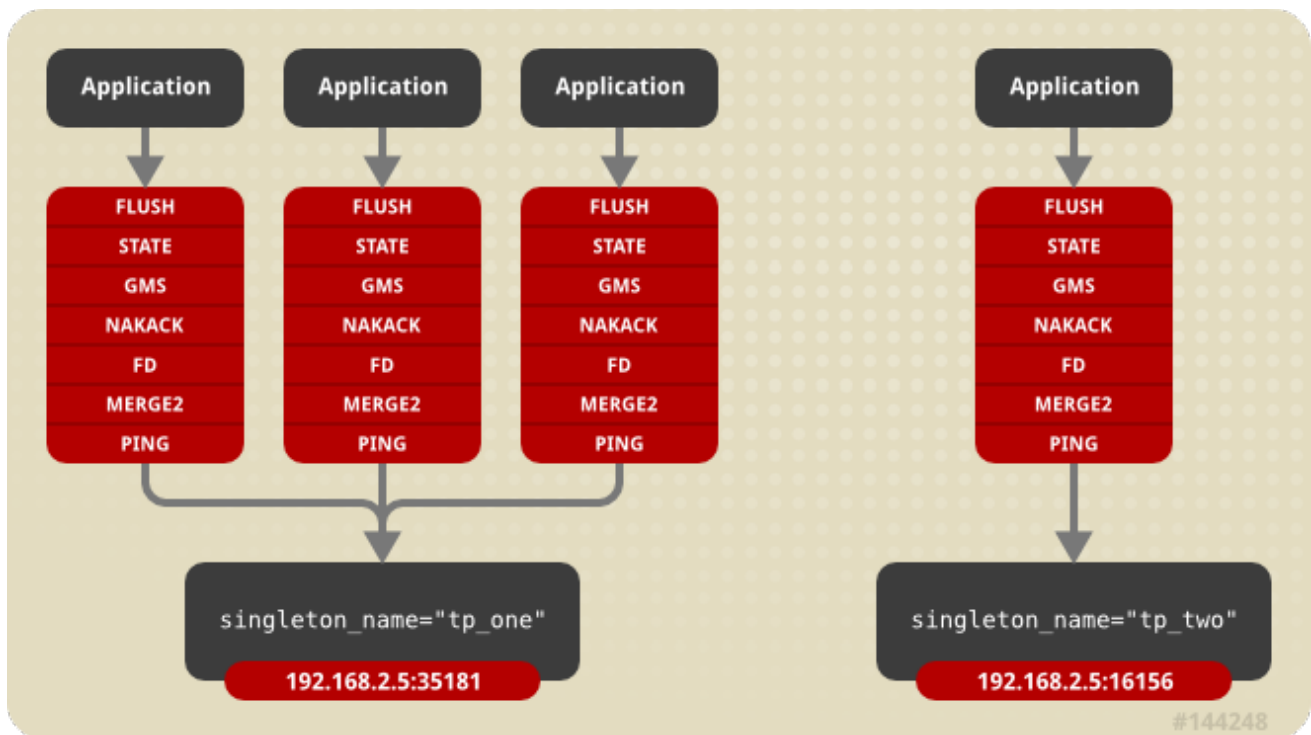 Application
Application
Application
Application
FLUSH
STATE
GMS
NAKACK
FD
MERGE2
PING
FLUSH
STATE
GMS
NAKACK
FD
MERGE2
PING
FLUSH
STATE
GMS
NAKACK
FD
MERGE2
PING
FLUSH
STATE
GMS
NAKACK
FD
MERGE2
PING
singleton_name="tp_one"
192.168.2.5:35181
singleton_name="tp_two"
192.168.2.5:16156
#144248